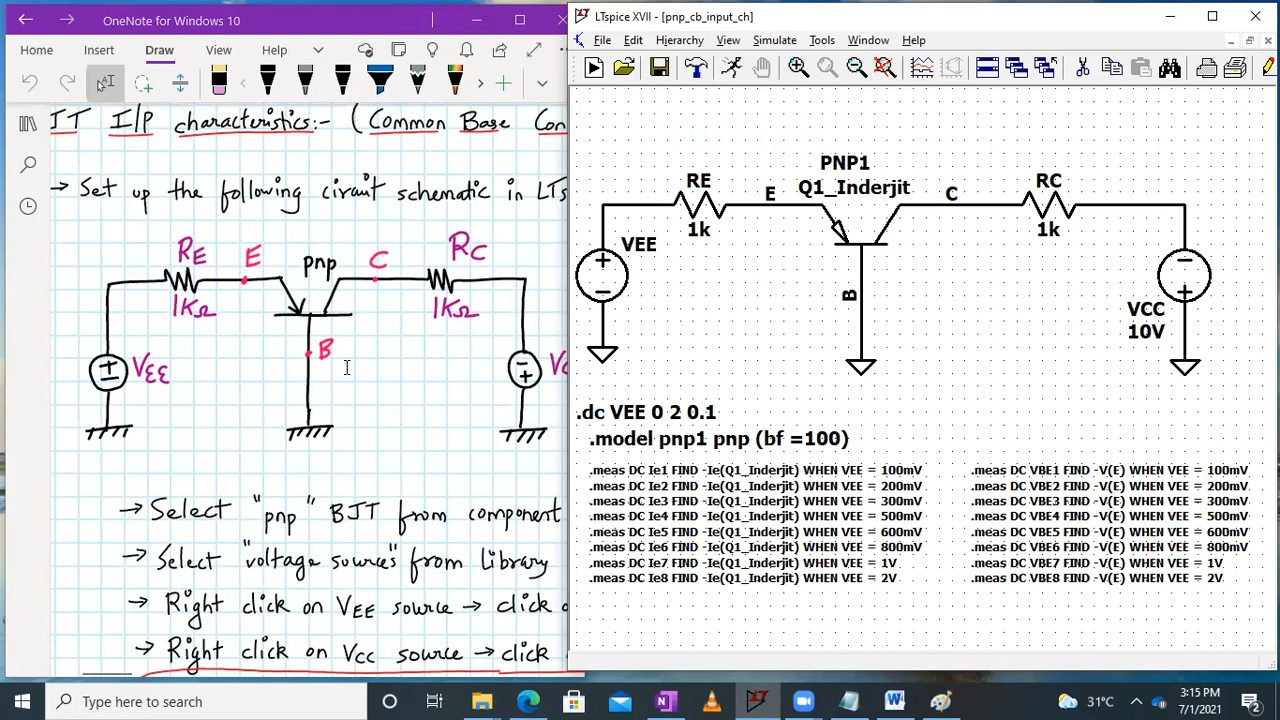 OneNote for Windows 10
Home Insert Draw View Help
IT I/P characteristics:- ( Common Base Con
→ Set up the following circuit schematic in LTs
RE E pnp C RC
1KΩ 1KΩ
B
VEE
→ Select "pnp" BJT from component
→ Select "voltage sources" from library
→ Right click on VEE source → click
→ Right click on VCC source → click
LTspice XVII - [pnp_cb_input_ch]
File Edit Hierarchy View Simulate Tools Window Help
PNP1
RE E Q1_Inderjit C RC
1k 1k
VEE
B
VCC
10V
.dc VEE 0 2 0.1
.model pnp1 pnp (bf =100)
.meas DC Ie1 FIND -Ie(Q1_Inderjit) WHEN VEE = 100mV
.meas DC Ie2 FIND -Ie(Q1_Inderjit) WHEN VEE = 200mV
.meas DC Ie3 FIND -Ie(Q1_Inderjit) WHEN VEE = 300mV
.meas DC Ie4 FIND -Ie(Q1_Inderjit) WHEN VEE = 500mV
.meas DC Ie5 FIND -Ie(Q1_Inderjit) WHEN VEE = 600mV
.meas DC Ie6 FIND -Ie(Q1_Inderjit) WHEN VEE = 800mV
.meas DC Ie7 FIND -Ie(Q1_Inderjit) WHEN VEE = 1V
.meas DC Ie8 FIND -Ie(Q1_Inderjit) WHEN VEE = 2V
.meas DC VBE1 FIND -V(E) WHEN VEE = 100mV
.meas DC VBE2 FIND -V(E) WHEN VEE = 200mV
.meas DC VBE3 FIND -V(E) WHEN VEE = 300mV
.meas DC VBE4 FIND -V(E) WHEN VEE = 500mV
.meas DC VBE5 FIND -V(E) WHEN VEE = 600mV
.meas DC VBE6 FIND -V(E) WHEN VEE = 800mV
.meas DC VBE7 FIND -V(E) WHEN VEE = 1V
.meas DC VBE8 FIND -V(E) WHEN VEE = 2V
Type here to search
31°C
3:15 PM
7/1/2021
2